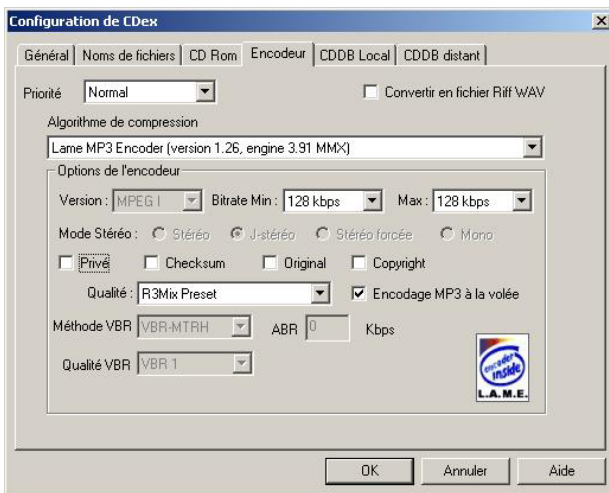 Configuration de CDex
Général Noms de fichiers CD Rom Encodeur CDDB Local CDDB distant
Priorité Normal Convertir en fichier Riff WAV
Algorithme de compression
Lame MP3 Encoder (version 1.26, engine 3.91 MMX)
Options de l'encodeur
Version : MPEG I Bitrate Min : 128 kbps Max : 128 kbps
Mode Stéréo : Stéréo J-stéréo Stéréo forcée Mono
Privé Checksum Original Copyright
Qualité : R3Mix Preset Encodage MP3 à la volée
Méthode VBR VBR-MTRH ABR 0 Kbps
Qualité VBR VBR 1
encoder
inside
L.A.M.E.
OK Annuler Aide